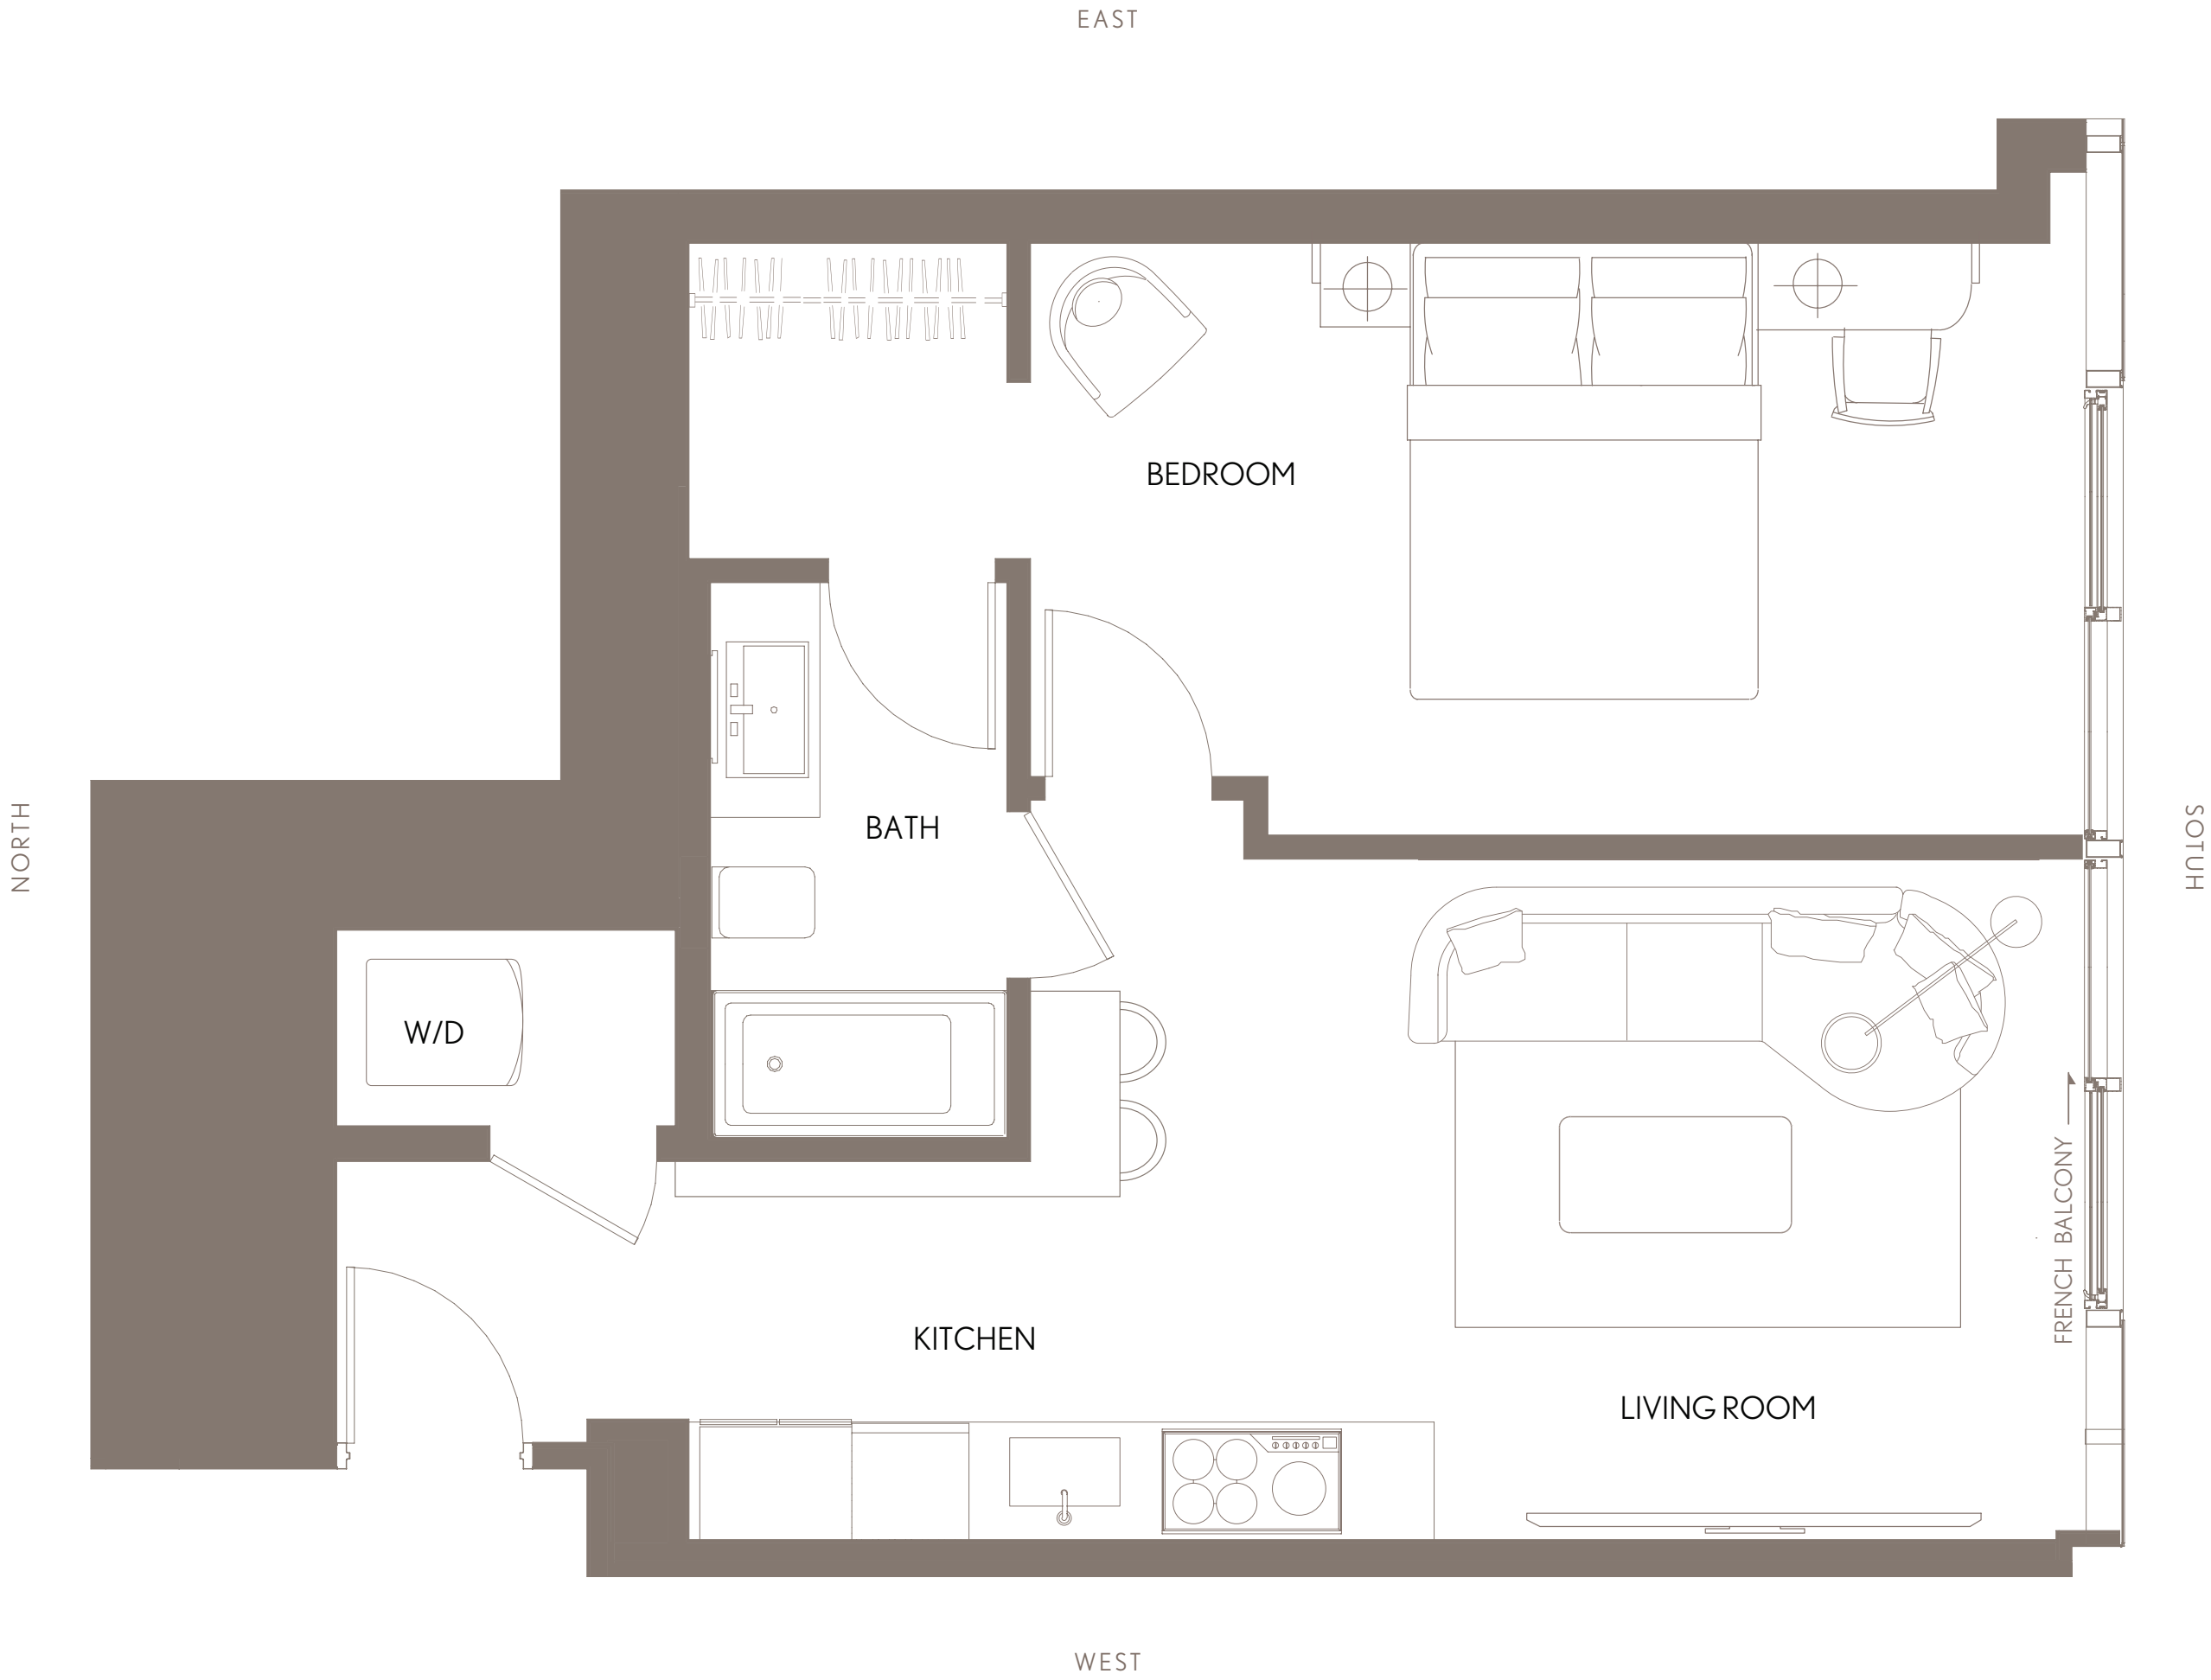 EAST
BEDROOM
NORTH
SOTUH
BATH
W/D
FRENCH BALCONY
KITCHEN
LIVING ROOM
WEST